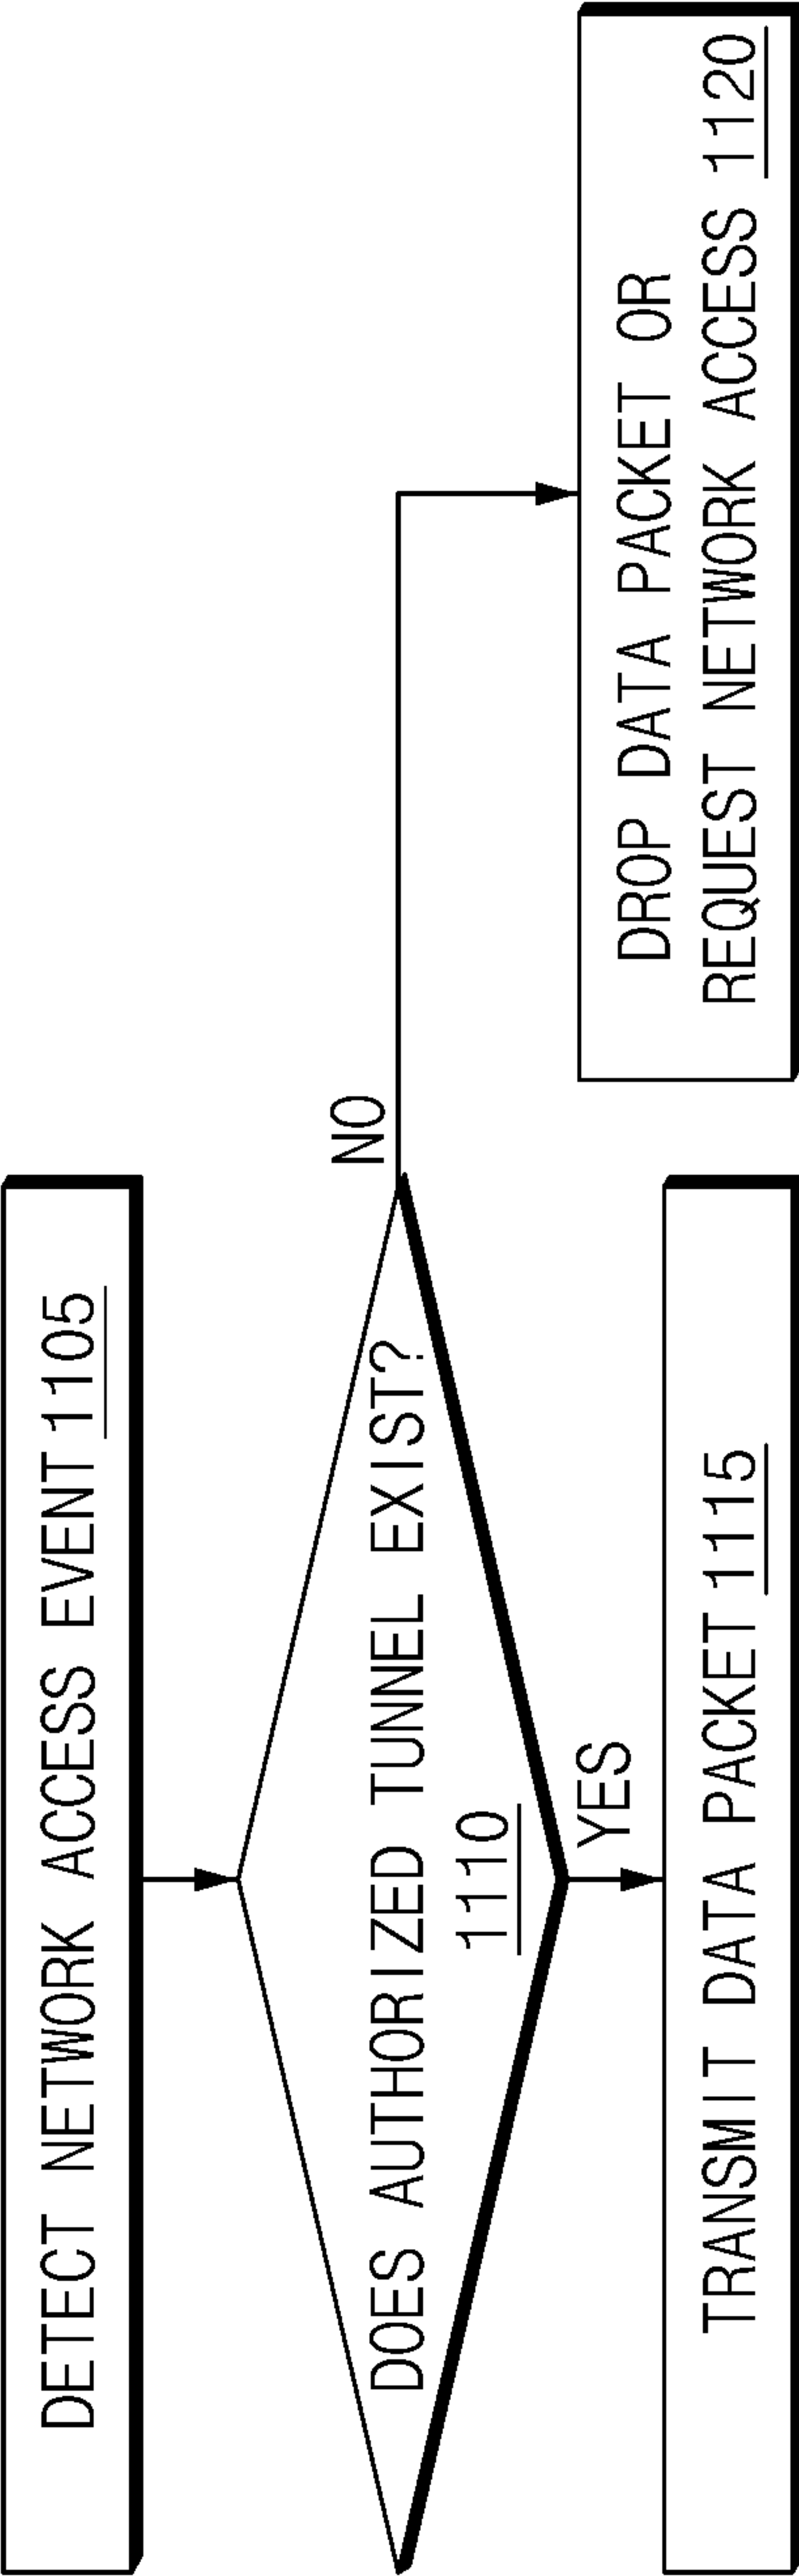 DETECT NETWORK ACCESS EVENT 1105
DOES AUTHORIZED TUNNEL EXIST?
1110
NO
YES
TRANSMIT DATA PACKET 1115
DROP DATA PACKET OR
REQUEST NETWORK ACCESS 1120